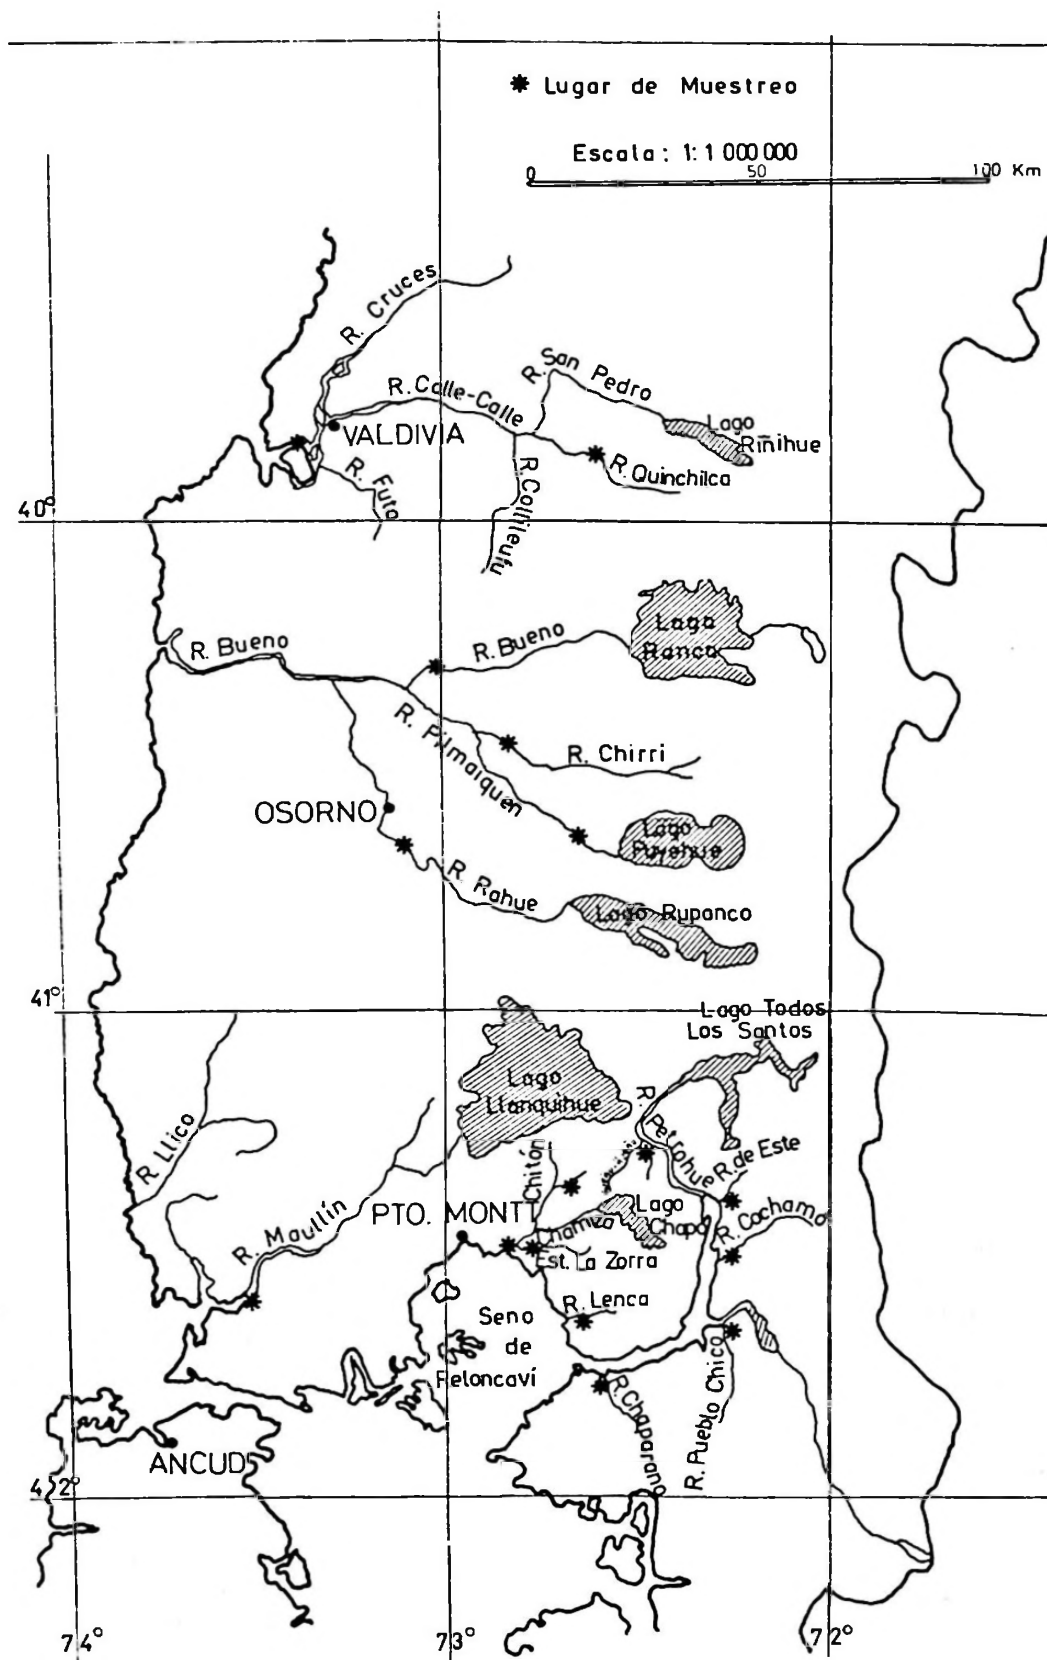 * Lugar de Muestreo
Escala: 1:1 000 000
0 50 100 Km
R. Cruces
R. San Pedro
R. Calle-Calle
Lago
Riñihue
VALDIVIA
R. Quinchilca
R. Futa
R. Collileufu
40°
R. Bueno
R. Bueno
Lago
Ranco
R. Pilmaiquen
R. Chirri
OSORNO
Lago
Puyehue
R. Rahue
Lago Rupanco
41°
Lago Todos
Los Santos
Lago
Llanquihue
R. Petrohue
R. Llico
R. de Este
Chitón
R. Maullín
PTO. MONTT
Lago
Chapo
Chamiza
R. Cochamo
Est. La Zorra
R. Lenca
Seno
de
Reloncaví
R. Chaparano
R. Pueblo Chico
ANCUD
42°
74° 73° 72°